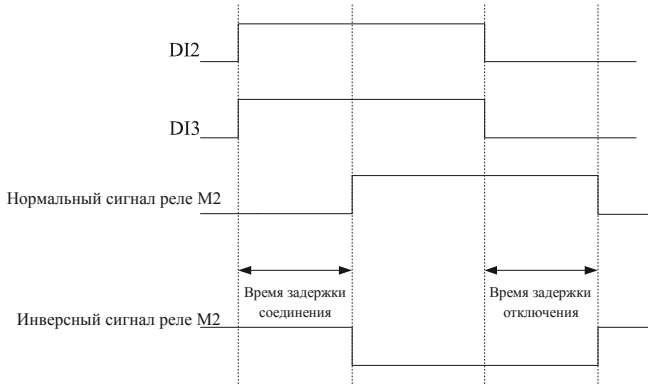 DI2
DI3
Нормальный сигнал реле M2
Время задержки
соединения
Время задержки
отключения
Инверсный сигнал реле M2